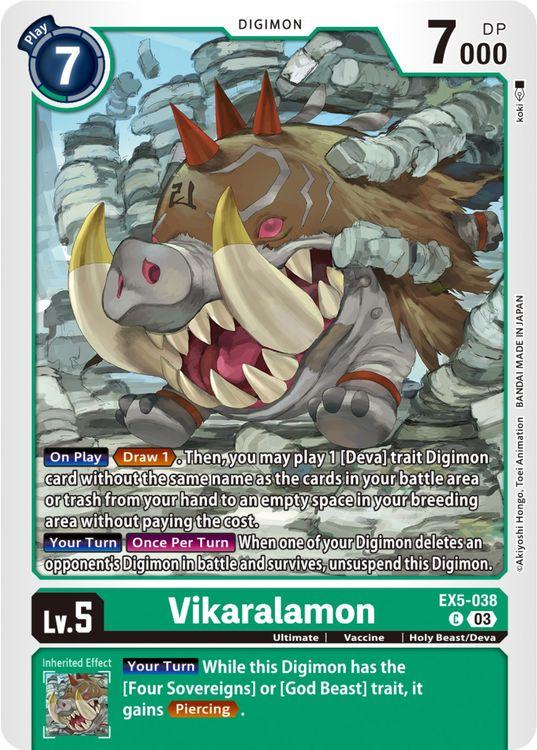 DIGIMON
Play
7
DP
7000
koki
On Play Draw 1 . Then, you may play 1 [Deva] trait Digimon
card without the same name as the cards in your battle area
or trash from your hand to an empty space in your breeding
area without paying the cost.
Your Turn Once Per Turn When one of your Digimon deletes an
opponent's Digimon in battle and survives, unsuspend this Digimon.
©Akiyoshi Hongo, Toei Animation BANDAI MADE IN JAPAN
Lv.5
Vikaralamon
EX5-038
C 03
Ultimate | Vaccine | Holy Beast/Deva
Inherited Effect
Your Turn While this Digimon has the
[Four Sovereigns] or [God Beast] trait, it
gains Piercing .